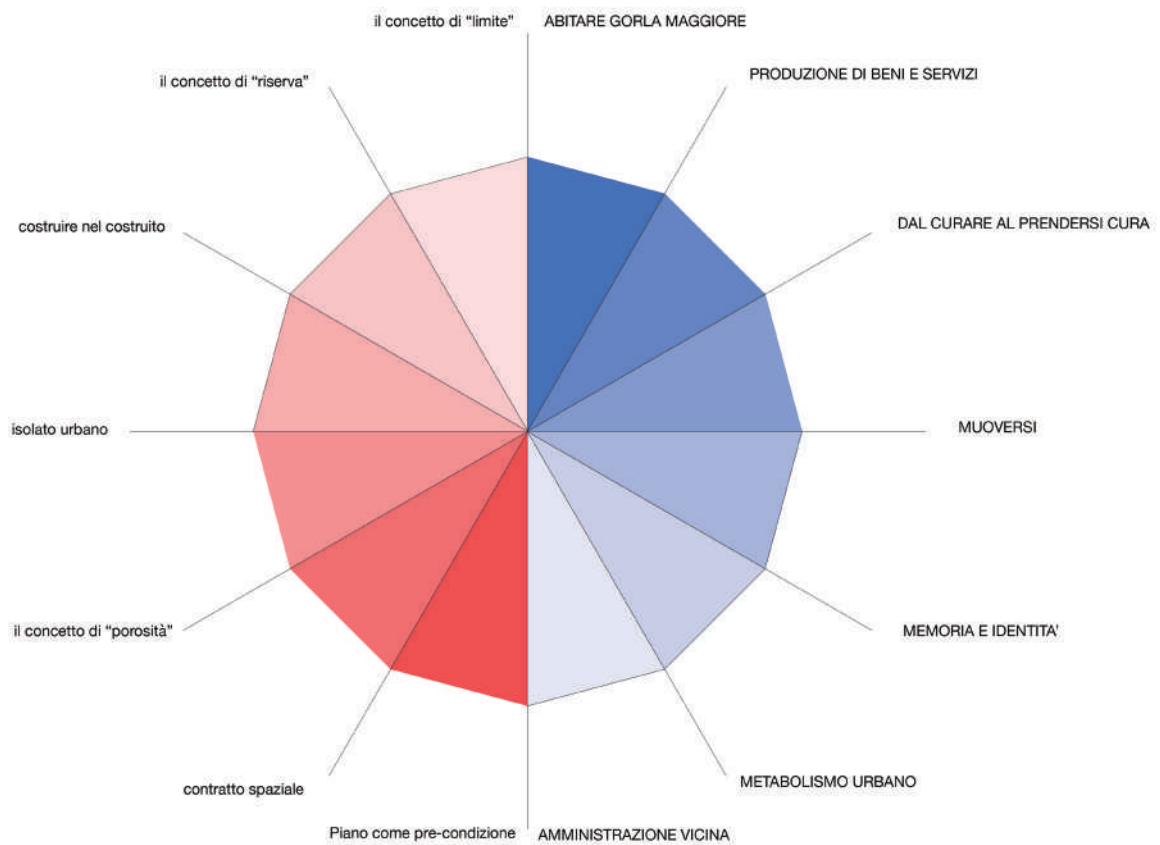 il concetto di “limite”
ABITARE GORLA MAGGIORE
il concetto di “riserva”
PRODUZIONE DI BENI E SERVIZI
costruire nel costruito
DAL CURARE AL PRENDERSI CURA
isolato urbano
MUOVERSI
il concetto di “porosità”
MEMORIA E IDENTITA’
contratto spaziale
METABOLISMO URBANO
Piano come pre-condizione
AMMINISTRAZIONE VICINA